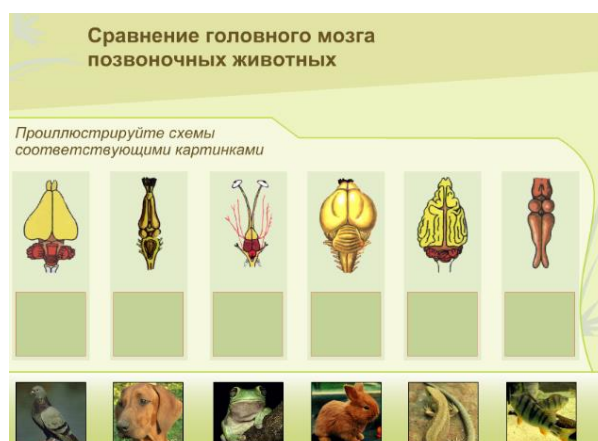 Сравнение головного мозга
позвоночных животных
Проиллюстрируйте схемы
соответствующими картинками